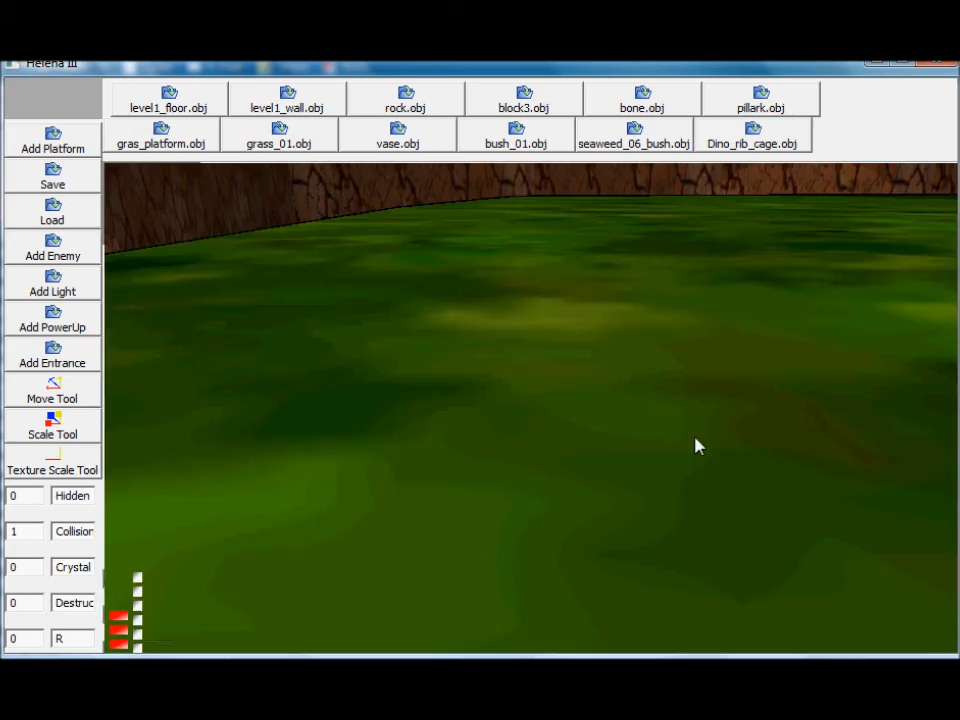 Helena III
level1_floor.obj level1_wall.obj rock.obj block3.obj bone.obj pillark.obj
gras_platform.obj grass_01.obj vase.obj bush_01.obj seaweed_06_bush.obj Dino_rib_cage.obj
Add Platform
Save
Load
Add Enemy
Add Light
Add PowerUp
Add Entrance
Move Tool
Scale Tool
Texture Scale Tool
0 Hidden
1 Collision
0 Crystal
0 Destruc
0 R